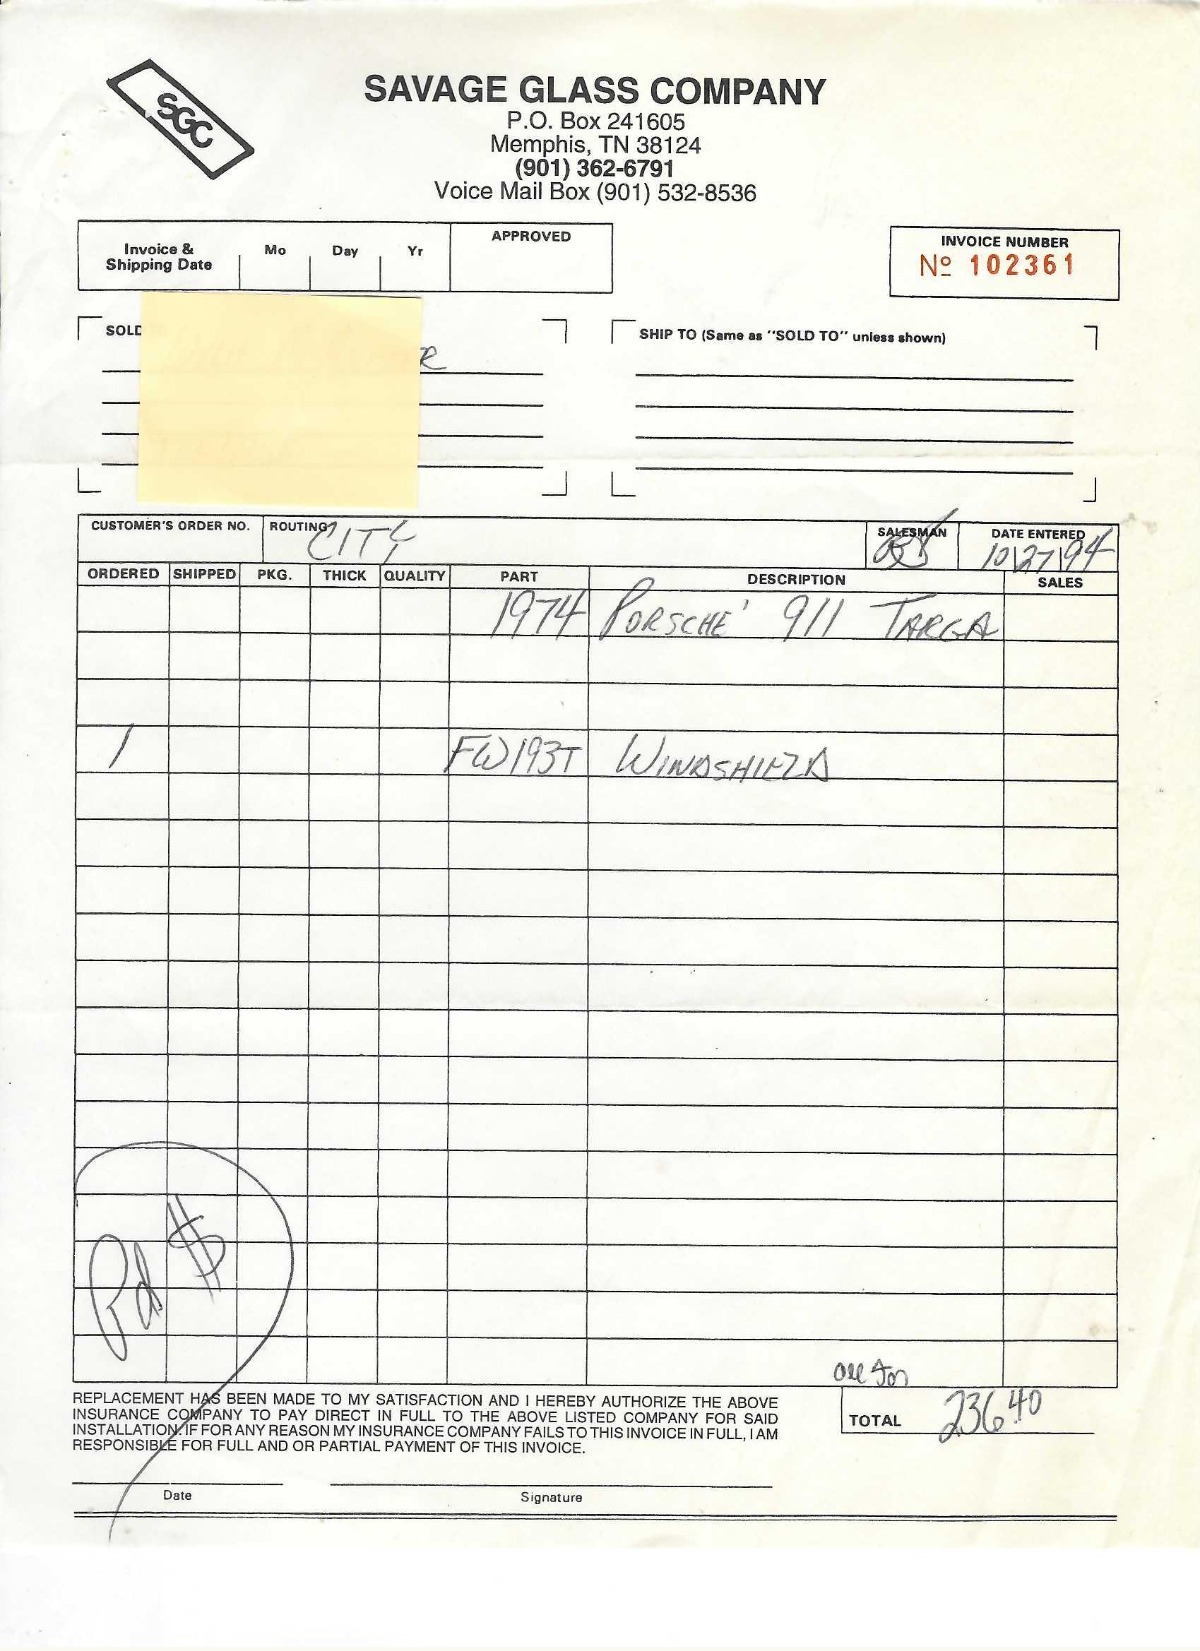 SGC
SAVAGE GLASS COMPANY
P.O. Box 241605
Memphis, TN 38124
(901) 362-6791
Voice Mail Box (901) 532-8536
Invoice & Shipping Date Mo Day Yr APPROVED
INVOICE NUMBER
Nº 102361
SOLD
R
SHIP TO (Same as "SOLD TO" unless shown)
CUSTOMER'S ORDER NO. ROUTING CITY SALESMAN DATE ENTERED 10/27/94
ORDERED SHIPPED PKG. THICK QUALITY PART DESCRIPTION SALES
1974 PORSCHE' 911 TARGA
1 FW193T WINDSHIELD
Pd $
all for
TOTAL 236.40
REPLACEMENT HAS BEEN MADE TO MY SATISFACTION AND I HEREBY AUTHORIZE THE ABOVE
INSURANCE COMPANY TO PAY DIRECT IN FULL TO THE ABOVE LISTED COMPANY FOR SAID
INSTALLATION. IF FOR ANY REASON MY INSURANCE COMPANY FAILS TO THIS INVOICE IN FULL, I AM
RESPONSIBLE FOR FULL AND OR PARTIAL PAYMENT OF THIS INVOICE.
Date Signature